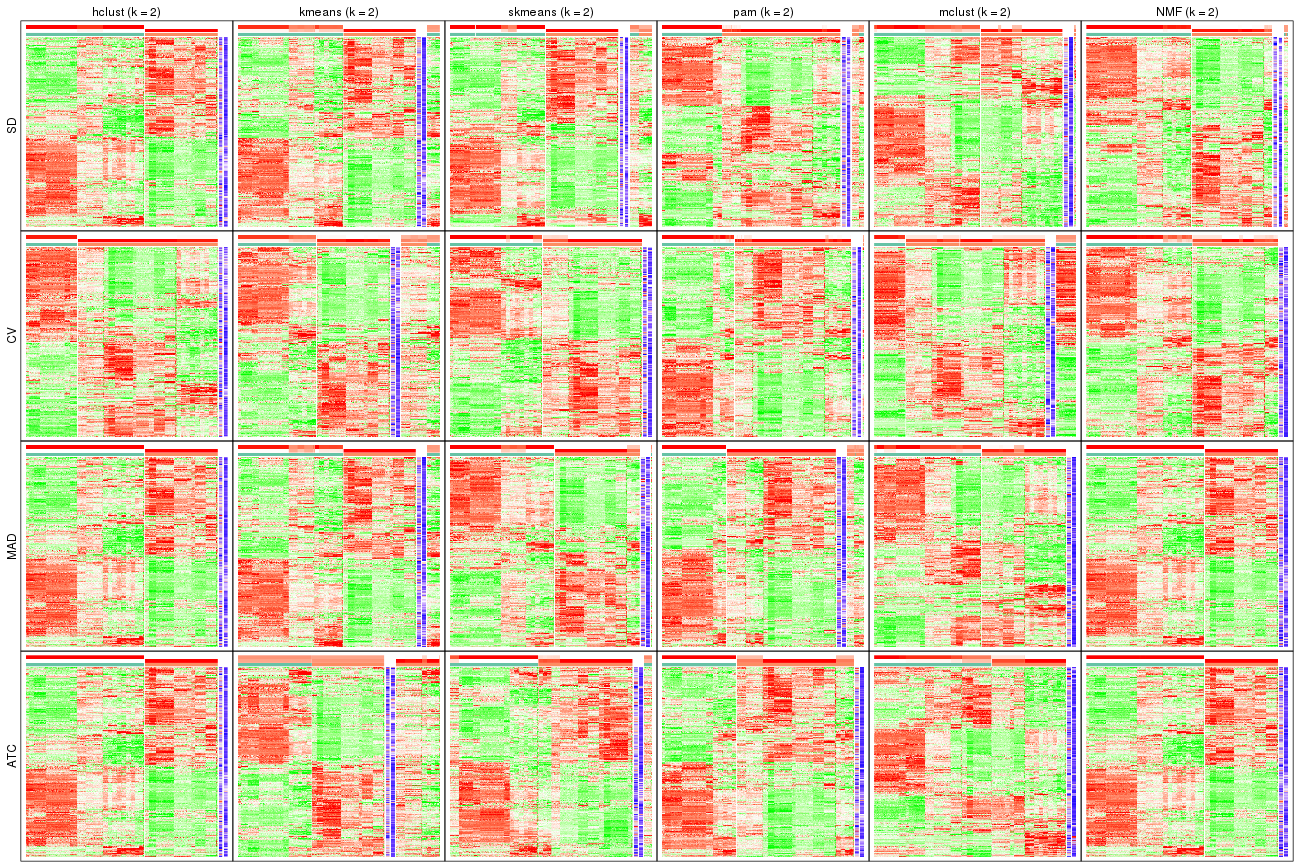 hclust (k = 2) kmeans (k = 2) skmeans (k = 2) pam (k = 2) mclust (k = 2) NMF (k = 2)
SD
CV
MAD
ATC